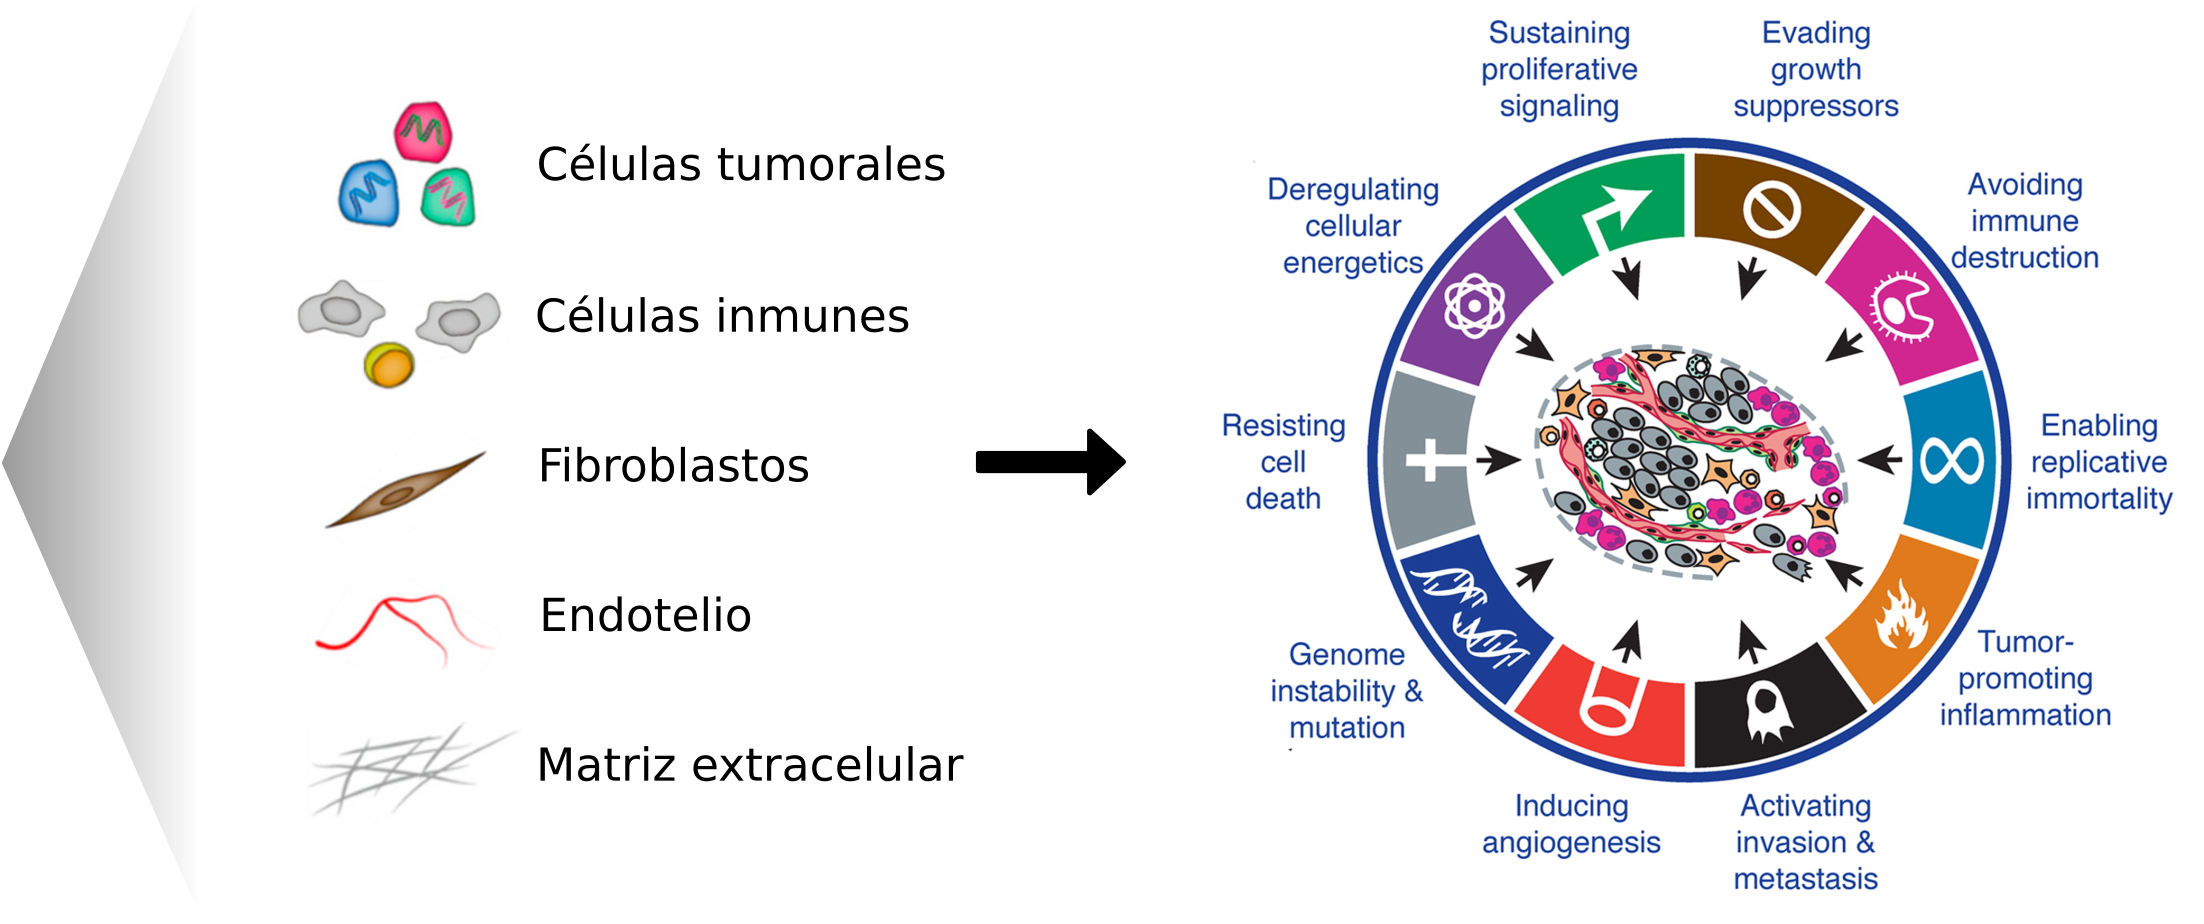 Células tumorales
Células inmunes
Fibroblastos
Endotelio
Matriz extracelular
Sustaining
proliferative
signaling
Evading
growth
suppressors
Avoiding
immune
destruction
Enabling
replicative
immortality
Tumor-
promoting
inflammation
Activating
invasion &
metastasis
Inducing
angiogenesis
Genome
instability &
mutation
Resisting
cell
death
Deregulating
cellular
energetics